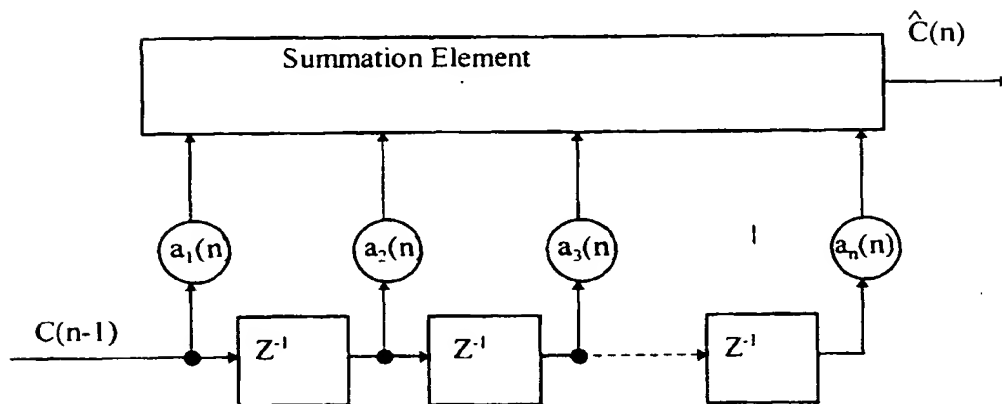 Ĉ(n)
Summation Element
a₁(n)
a₂(n)
a₃(n)
aₙ(n)
C(n-1)
Z⁻¹
Z⁻¹
Z⁻¹